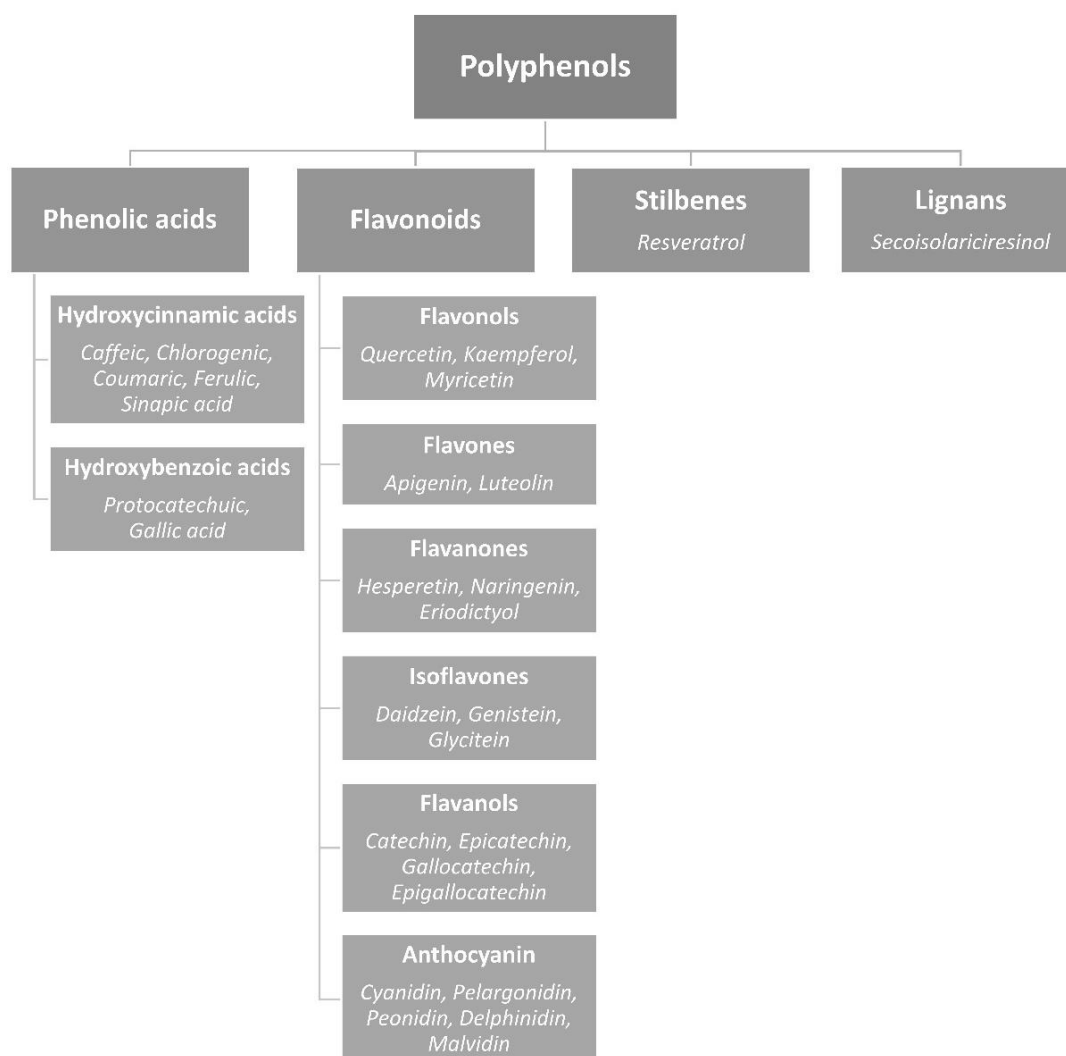 Polyphenols
Phenolic acids
Hydroxycinnamic acids
Caffeic, Chlorogenic,
Coumaric, Ferulic,
Sinapic acid
Hydroxybenzoic acids
Protocatechuic,
Gallic acid
Flavonoids
Flavonols
Quercetin, Kaempferol,
Myricetin
Flavones
Apigenin, Luteolin
Flavanones
Hesperetin, Naringenin,
Eriodictyol
Isoflavones
Daidzein, Genistein,
Glycitein
Flavanols
Catechin, Epicatechin,
Gallocatechin,
Epigallocatechin
Anthocyanin
Cyanidin, Pelargonidin,
Peonidin, Delphinidin,
Malvidin
Stilbenes
Resveratrol
Lignans
Secoisolariciresinol